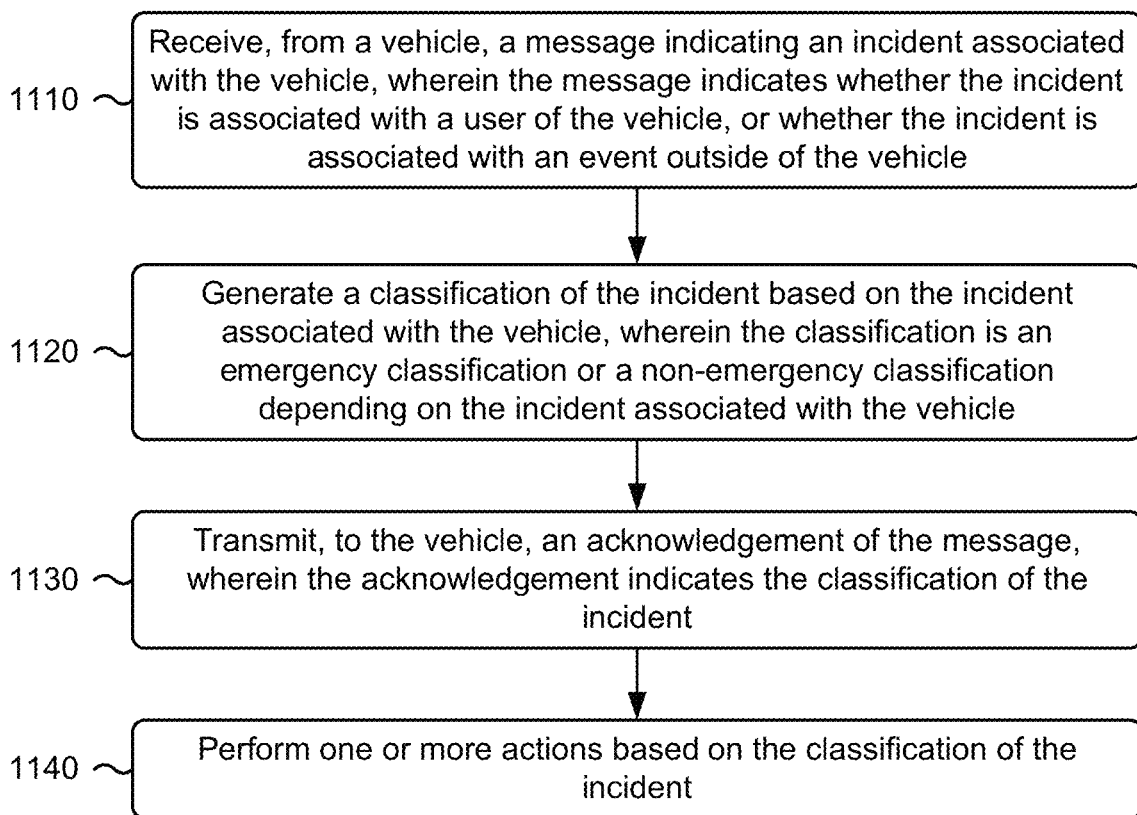 Receive, from a vehicle, a message indicating an incident associated
with the vehicle, wherein the message indicates whether the incident
1110
is associated with a user of the vehicle, or whether the incident is
associated with an event outside of the vehicle
Generate a classification of the incident based on the incident
associated with the vehicle, wherein the classification is an
1120
emergency classification or a non-emergency classification
depending on the incident associated with the vehicle
Transmit, to the vehicle, an acknowledgement of the message,
1130
wherein the acknowledgement indicates the classification of the
incident
Perform one or more actions based on the classification of the
1140
incident